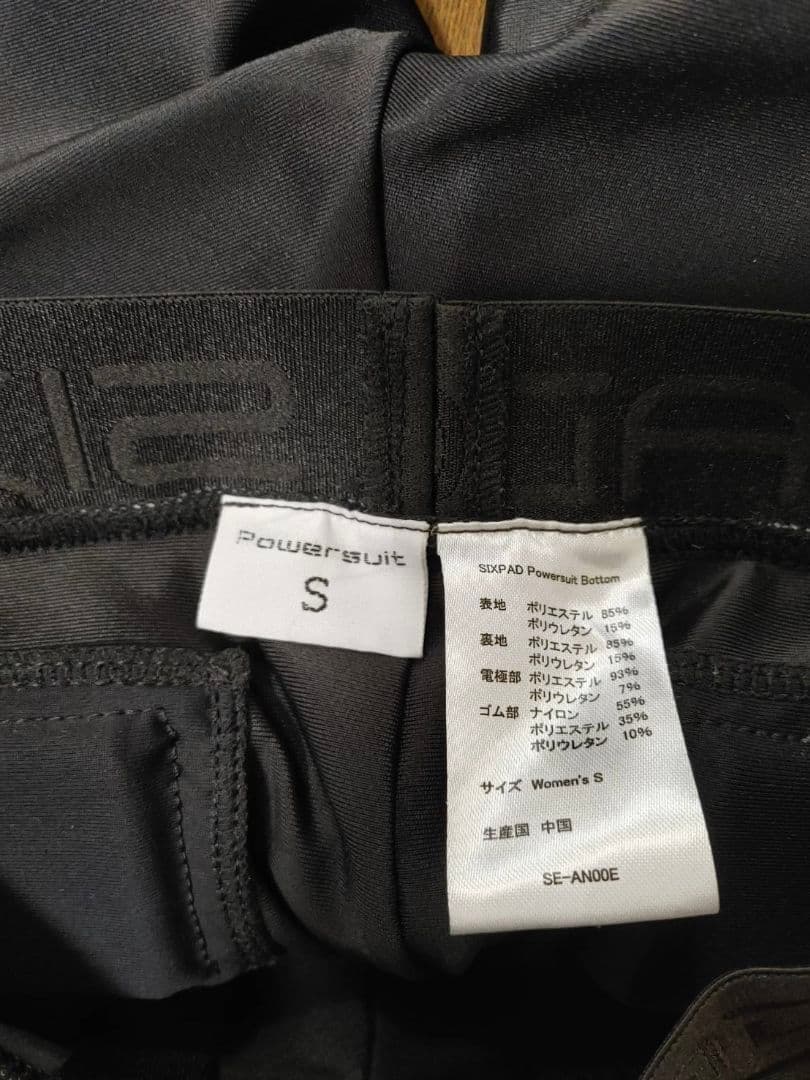 Powersuit
S
SIXPAD Powersuit Bottom
表地 ポリエステル 85%
ポリウレタン 15%
裏地 ポリエステル 85%
ポリウレタン 15%
電極部 ポリエステル 93%
ポリウレタン 7%
ゴム部 ナイロン 55%
ポリエステル 35%
ポリウレタン 10%
サイズ Women's S
生産国 中国
SE-AN00E